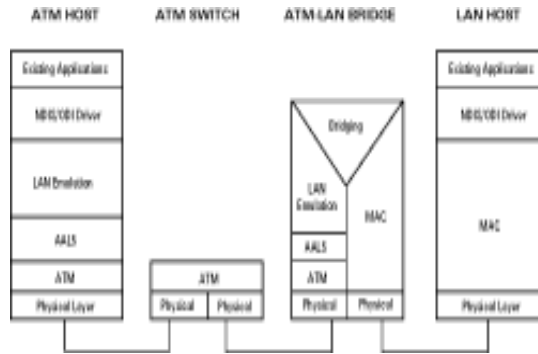 ATM HOST
ATM SWITCH
ATM-LAN BRIDGE
LAN HOST
Existing Applications
NDIS/ODI Driver
LAN Emulation
AAL5
ATM
Physical Layer
ATM
Physical
Physical
Bridging
LAN
Emulation
MAC
AAL5
ATM
Physical
Physical
Existing Applications
NDIS/ODI Driver
MAC
Physical Layer